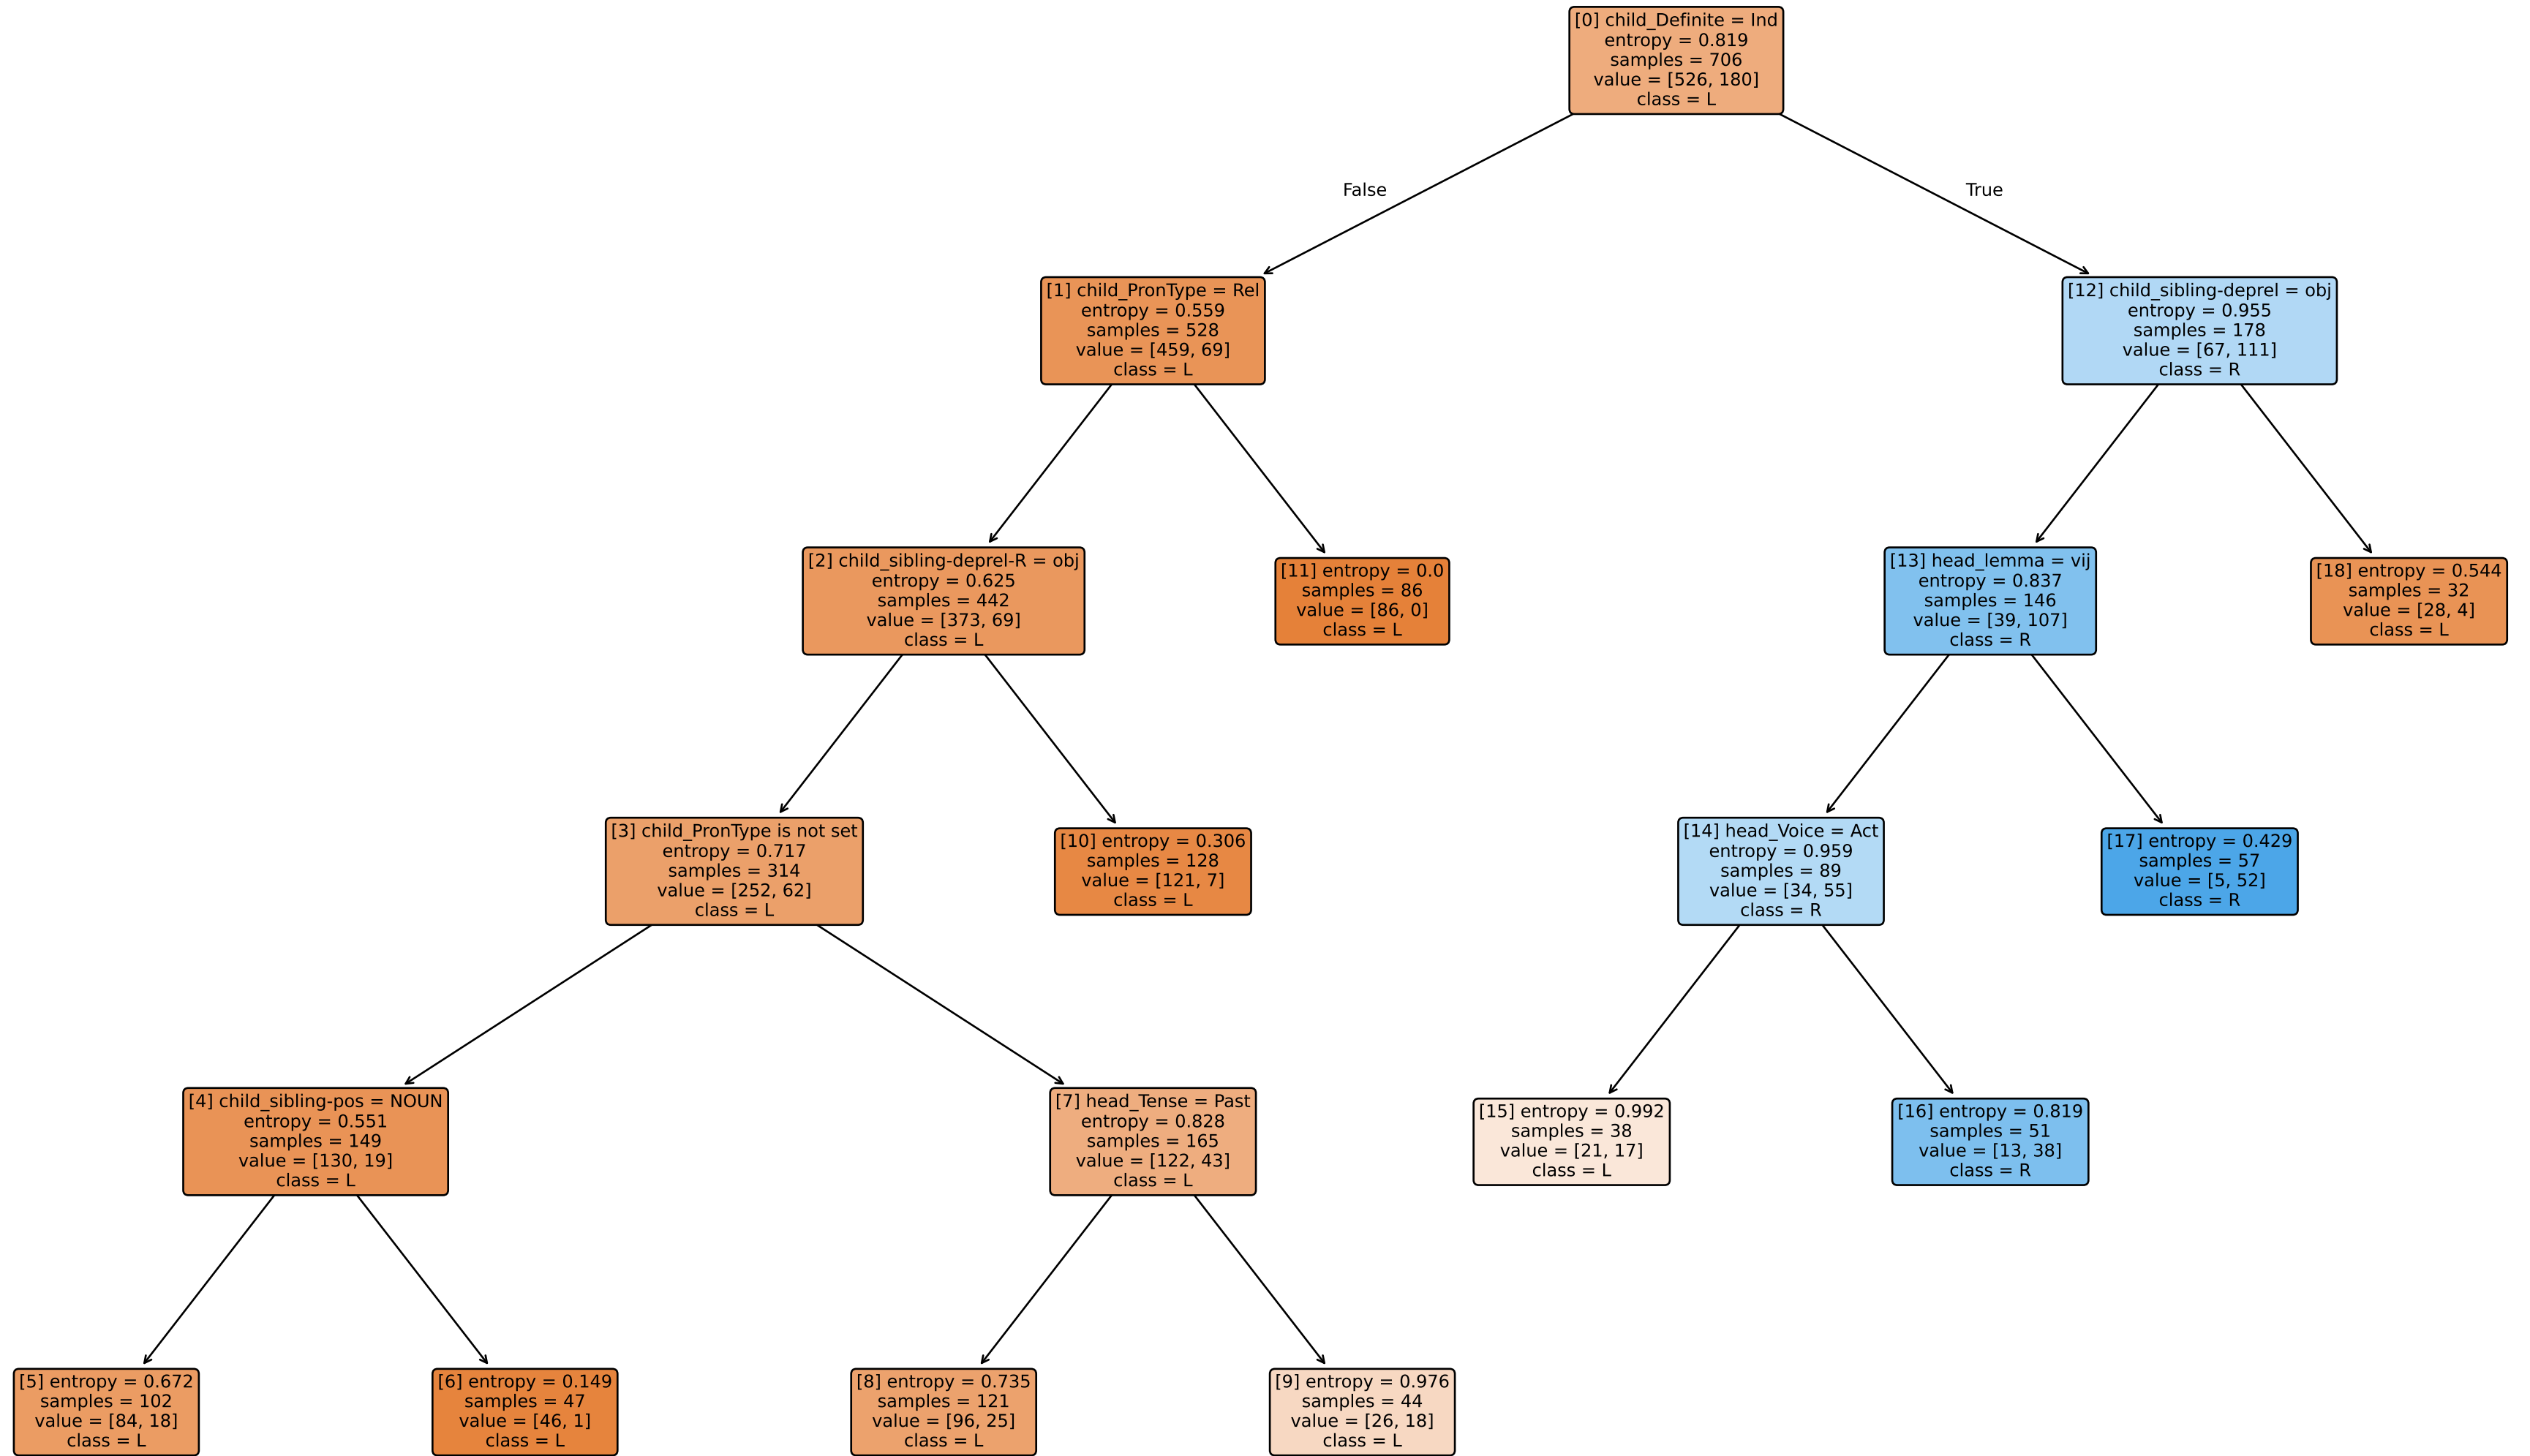 [0] child_Definite = Ind
entropy = 0.819
samples = 706
value = [526, 180]
class = L
False
True
[1] child_PronType = Rel
entropy = 0.559
samples = 528
value = [459, 69]
class = L
[12] child_sibling-deprel = obj
entropy = 0.955
samples = 178
value = [67, 111]
class = R
[2] child_sibling-deprel-R = obj
entropy = 0.625
samples = 442
value = [373, 69]
class = L
[11] entropy = 0.0
samples = 86
value = [86, 0]
class = L
[13] head_lemma = vij
entropy = 0.837
samples = 146
value = [39, 107]
class = R
[18] entropy = 0.544
samples = 32
value = [28, 4]
class = L
[3] child_PronType is not set
entropy = 0.717
samples = 314
value = [252, 62]
class = L
[10] entropy = 0.306
samples = 128
value = [121, 7]
class = L
[14] head_Voice = Act
entropy = 0.959
samples = 89
value = [34, 55]
class = R
[17] entropy = 0.429
samples = 57
value = [5, 52]
class = R
[4] child_sibling-pos = NOUN
entropy = 0.551
samples = 149
value = [130, 19]
class = L
[7] head_Tense = Past
entropy = 0.828
samples = 165
value = [122, 43]
class = L
[15] entropy = 0.992
samples = 38
value = [21, 17]
class = L
[16] entropy = 0.819
samples = 51
value = [13, 38]
class = R
[5] entropy = 0.672
samples = 102
value = [84, 18]
class = L
[6] entropy = 0.149
samples = 47
value = [46, 1]
class = L
[8] entropy = 0.735
samples = 121
value = [96, 25]
class = L
[9] entropy = 0.976
samples = 44
value = [26, 18]
class = L